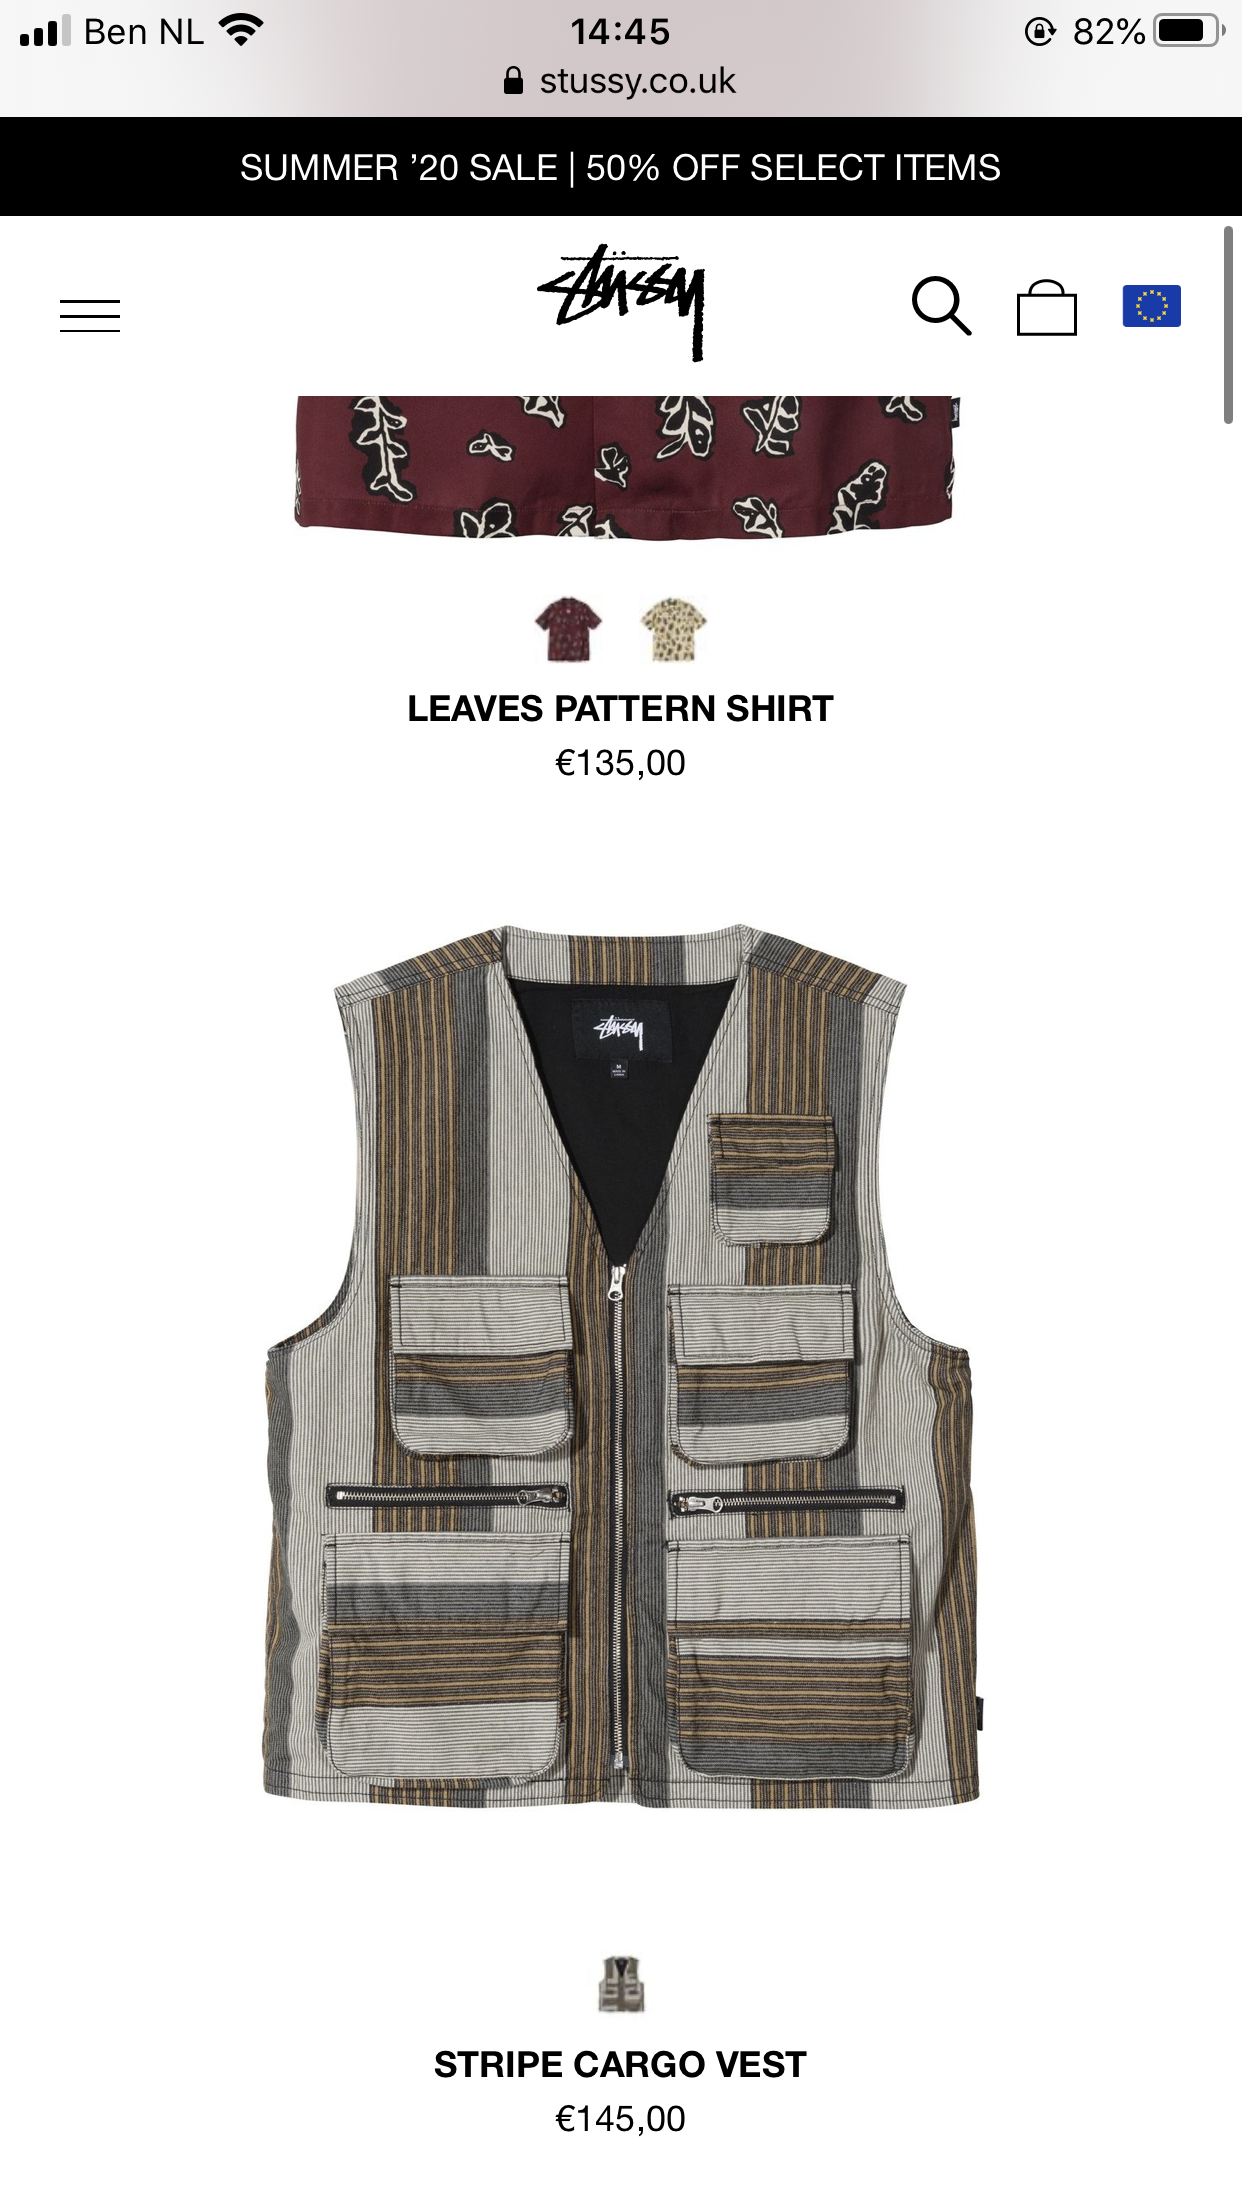 Ben NL
14:45
82%
stussy.co.uk
SUMMER ’20 SALE | 50% OFF SELECT ITEMS
STÜSSY
LEAVES PATTERN SHIRT
€135,00
STÜSSY
M
STRIPE CARGO VEST
€145,00